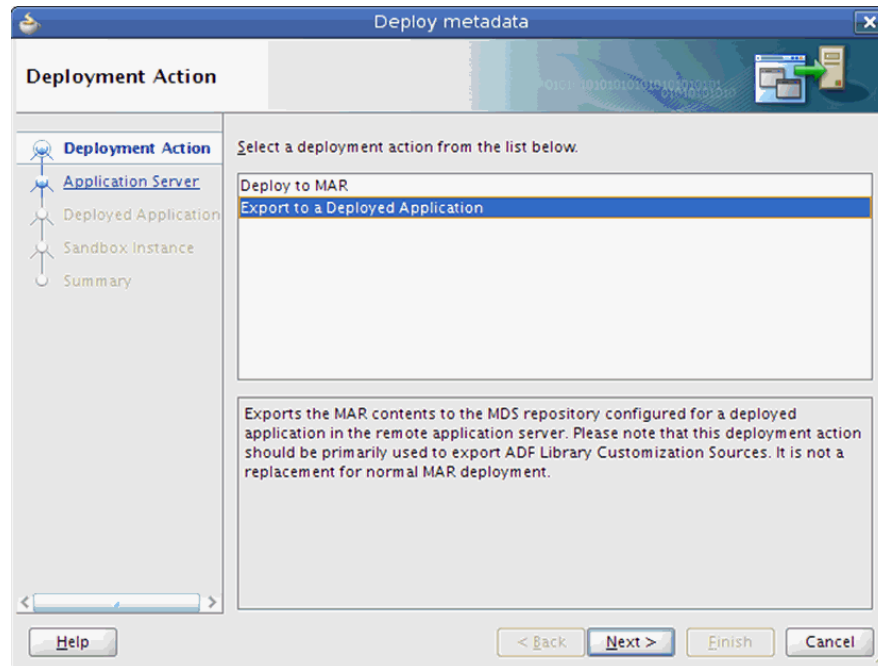 Deploy metadata
Deployment Action
Deployment Action
Application Server
Deployed Application
Sandbox Instance
Summary
Select a deployment action from the list below.
Deploy to MAR
Export to a Deployed Application
Exports the MAR contents to the MDS repository configured for a deployed
application in the remote application server. Please note that this deployment action
should be primarily used to export ADF Library Customization Sources. It is not a
replacement for normal MAR deployment.
Help
< Back
Next >
Finish
Cancel